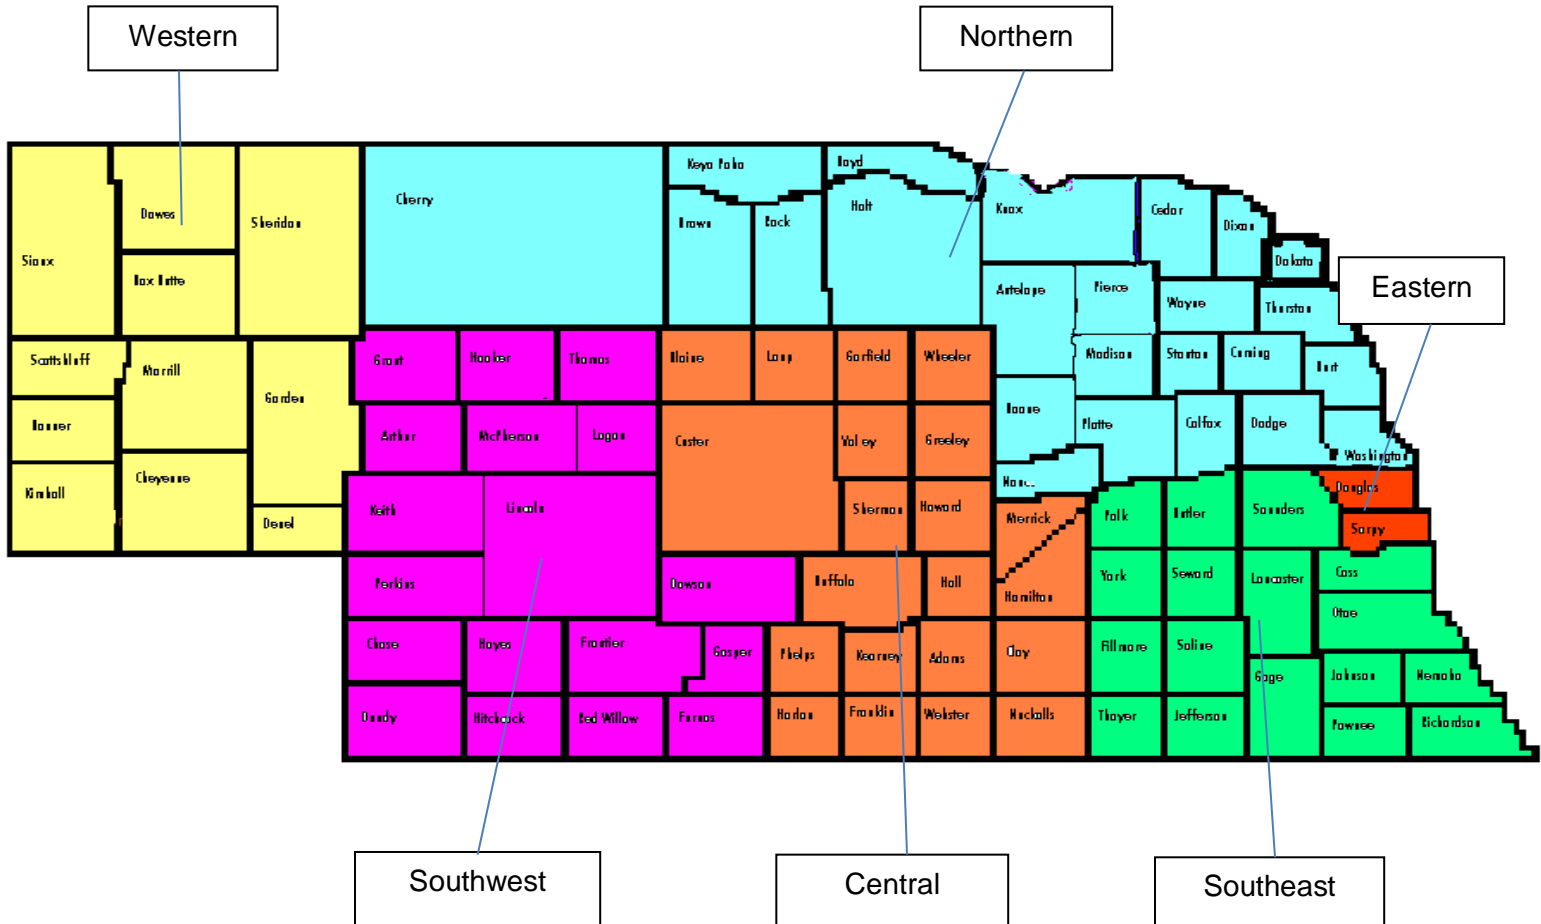 Western
Northern
Keya Paha
Boyd
Cherry
Holt
Knox
Cedar
Dawes
Sheridan
Brown
Rock
Dixon
Sioux
Dakota
Box Butte
Antelope
Pierce
Eastern
Wayne
Thurston
Scottsbluff
Morrill
Grant
Hooker
Thomas
Blaine
Loup
Garfield
Wheeler
Madison
Stanton
Cuming
Burt
Garden
Boone
Banner
Arthur
McPherson
Logan
Custer
Valley
Greeley
Platte
Colfax
Dodge
Washington
Kimball
Cheyenne
Nance
Douglas
Keith
Lincoln
Sherman
Howard
Merrick
Polk
Butler
Saunders
Deuel
Sarpy
Perkins
Dawson
Buffalo
Hall
Hamilton
York
Seward
Lancaster
Cass
Otoe
Chase
Hayes
Frontier
Gosper
Phelps
Kearney
Adams
Clay
Fillmore
Saline
Gage
Johnson
Nemaha
Dundy
Hitchcock
Red Willow
Furnas
Harlan
Franklin
Webster
Nuckolls
Thayer
Jefferson
Pawnee
Richardson
Southwest
Central
Southeast